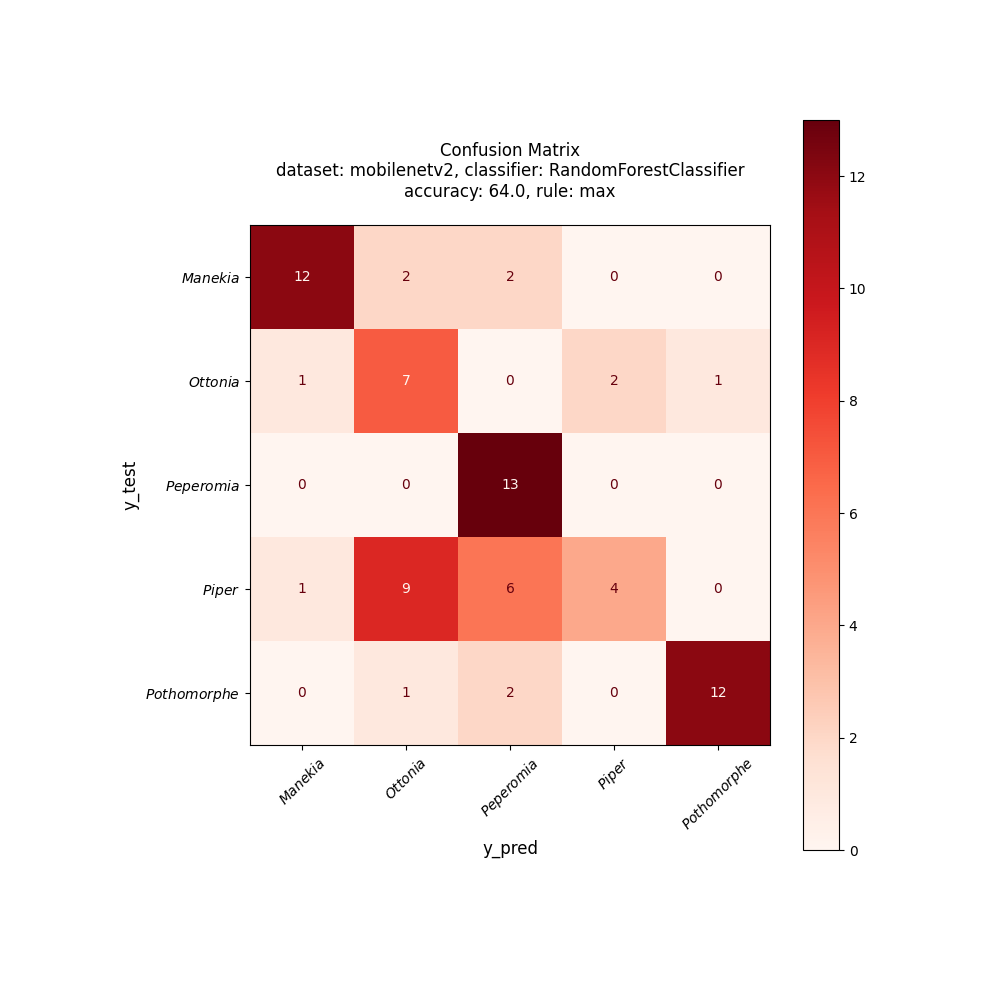 Confusion Matrix
dataset: mobilenetv2, classifier: RandomForestClassifier
accuracy: 64.0, rule: max
y_test
Manekia 12 2 2 0 0
Ottonia 1 7 0 2 1
Peperomia 0 0 13 0 0
Piper 1 9 6 4 0
Pothomorphe 0 1 2 0 12
Manekia Ottonia Peperomia Piper Pothomorphe
y_pred
12
10
8
6
4
2
0